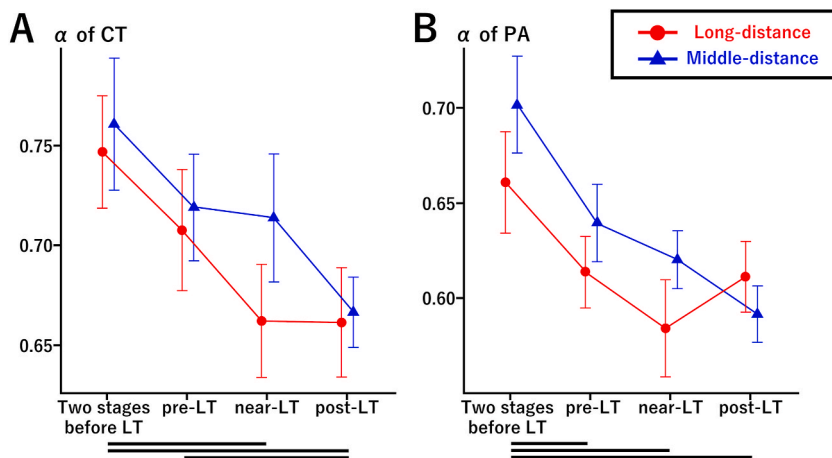 A
α of CT
0.75
0.70
0.65
Two stages
before LT
pre-LT
near-LT
post-LT
B
α of PA
Long-distance
Middle-distance
0.70
0.65
0.60
Two stages
before LT
pre-LT
near-LT
post-LT